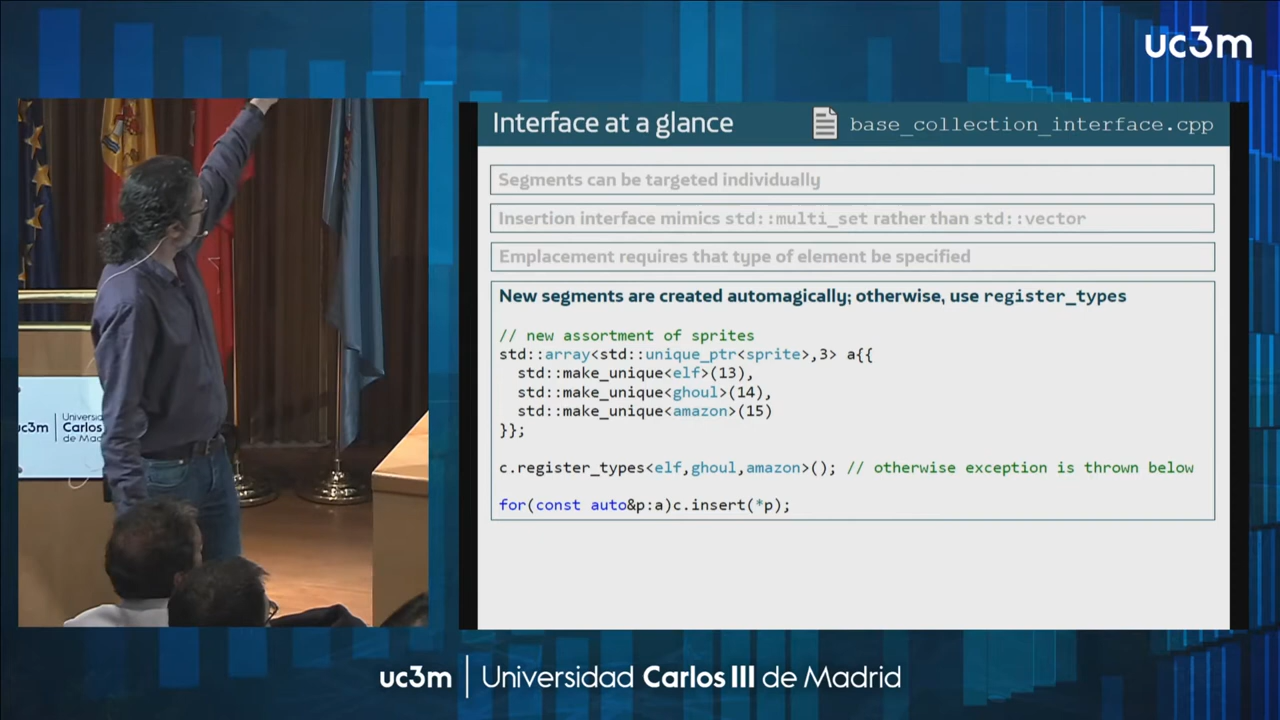 uc3m
Interface at a glance
base_collection_interface.cpp
Segments can be targeted individually
Insertion interface mimics std::multi_set rather than std::vector
Emplacement requires that type of element be specified
New segments are created automagically; otherwise, use register_types
// new assortment of sprites
std::array<std::unique_ptr<sprite>,3> a{{
  std::make_unique<elf>(13),
  std::make_unique<ghoul>(14),
  std::make_unique<amazon>(15)
}};
c.register_types<elf,ghoul,amazon>(); // otherwise exception is thrown below
for(const auto&p:a)c.insert(*p);
Carlos
uc3m | Universidad Carlos III de Madrid